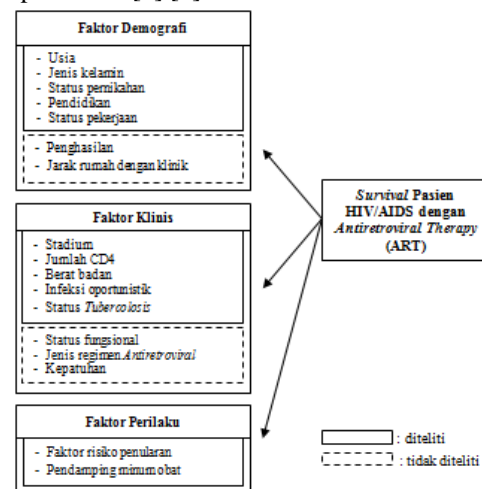 Faktor Demografi
- Usia
- Jenis kelamin
- Status pernikahan
- Pendidikan
- Status pekerjaan
- Penghasilan
- Jarak rumah dengan klinik
Faktor Klinis
- Stadium
- Jumlah CD4
- Berat badan
- Infeksi oportunistik
- Status Tubercolosis
- Status fungsional
- Jenis regimen Antiretroviral
- Kepatuhan
Faktor Perilaku
- Faktor risiko penularan
- Pendamping minum obat
Survival Pasien
HIV/AIDS dengan
Antiretroviral Therapy
(ART)
: diteliti
: tidak diteliti